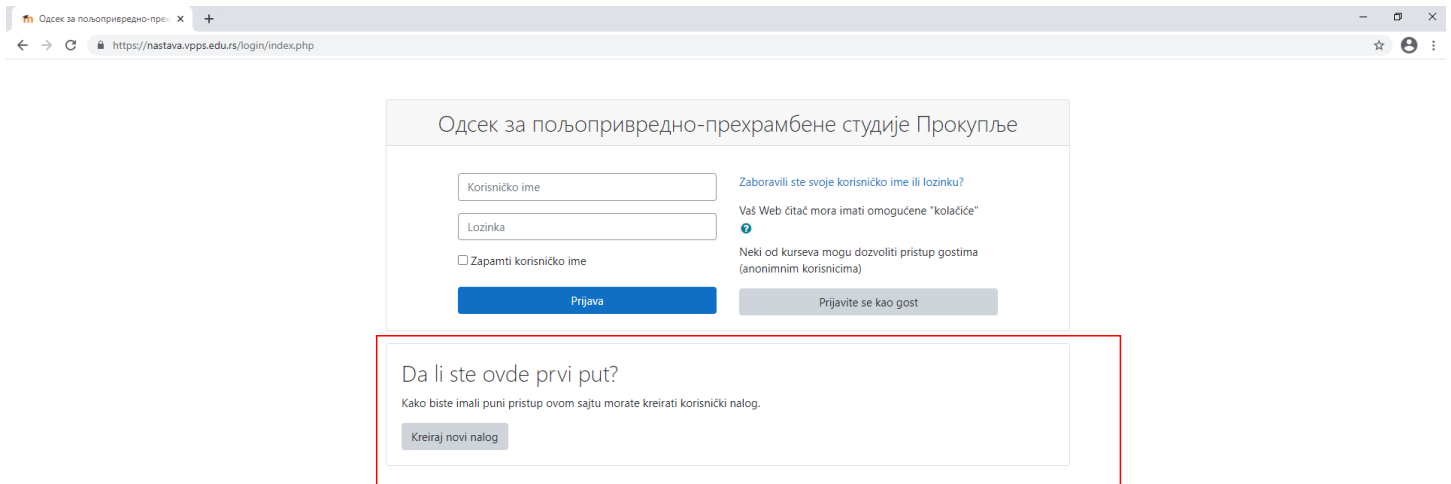 Одсек за пољопривредно-прех
https://nastava.vpps.edu.rs/login/index.php
Одсек за пољопривредно-прехрамбене студије Прокупље
Korisničko ime
Lozinka
Zapamti korisničko ime
Prijava
Zaboravili ste svoje korisničko ime ili lozinku?
Vaš Web čitač mora imati omogućene "kolačiće"
Neki od kurseva mogu dozvoliti pristup gostima
(anonimnim korisnicima)
Prijavite se kao gost
Da li ste ovde prvi put?
Kako biste imali puni pristup ovom sajtu morate kreirati korisnički nalog.
Kreiraj novi nalog